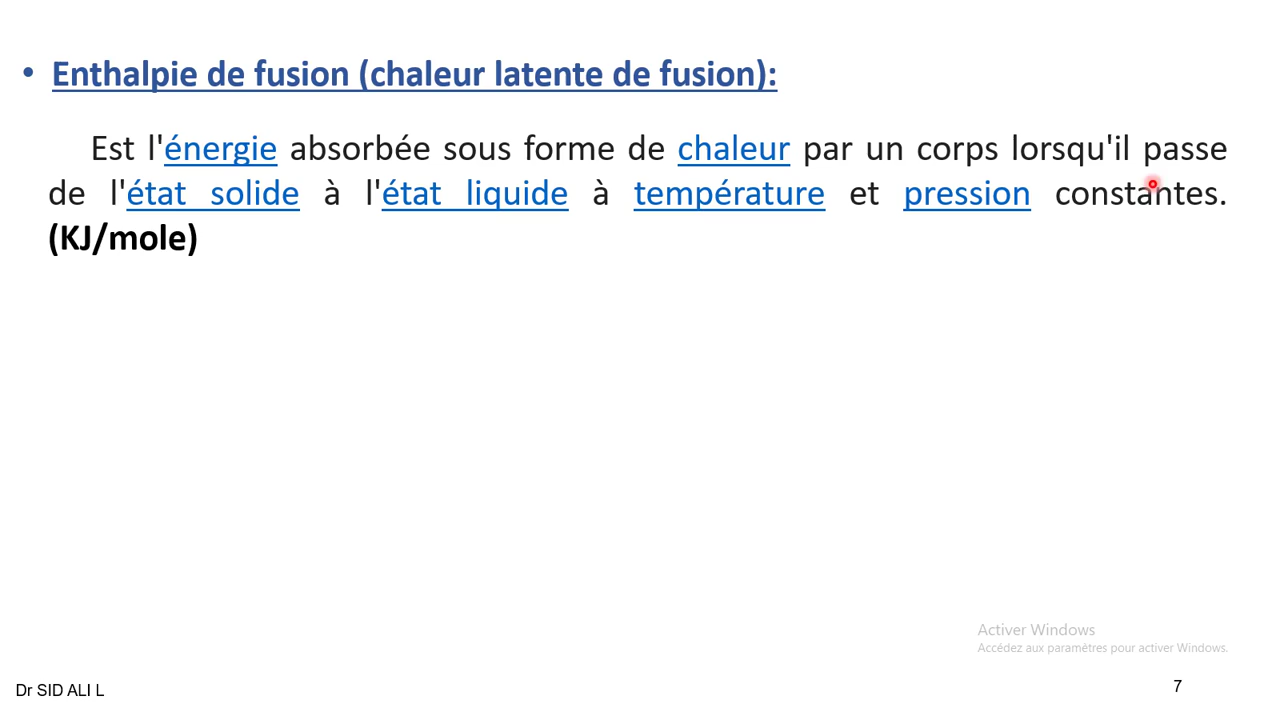 • Enthalpie de fusion (chaleur latente de fusion):
Est l'énergie absorbée sous forme de chaleur par un corps lorsqu'il passe
de l'état solide à l'état liquide à température et pression constantes.
(KJ/mole)
Activer Windows
Accédez aux paramètres pour activer Windows.
Dr SID ALI L
7